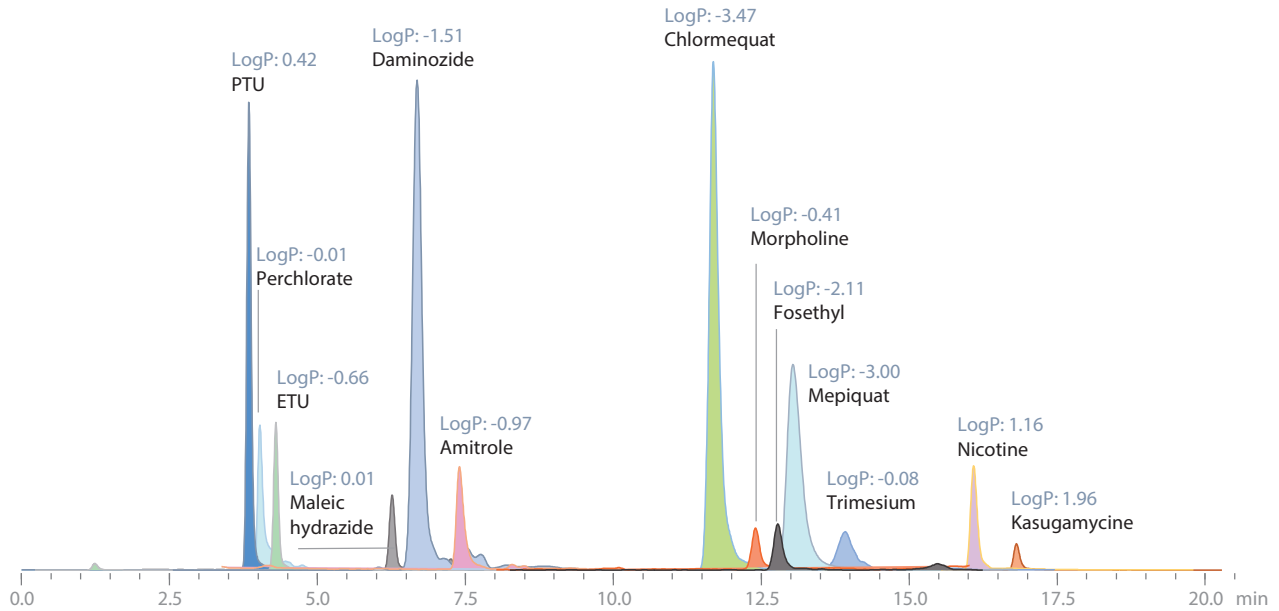 LogP: -3.47
Chlormequat
LogP: -1.51
Daminozide
LogP: 0.42
PTU
LogP: -0.41
Morpholine
LogP: -0.01
Perchlorate
LogP: -2.11
Fosethyl
LogP: -0.66
ETU
LogP: -3.00
Mepiquat
LogP: -0.97
Amitrole
LogP: 1.16
Nicotine
LogP: 0.01
Maleic
hydrazide
LogP: -0.08
Trimesium
LogP: 1.96
Kasugamycine
0.0 2.5 5.0 7.5 10.0 12.5 15.0 17.5 20.0 min